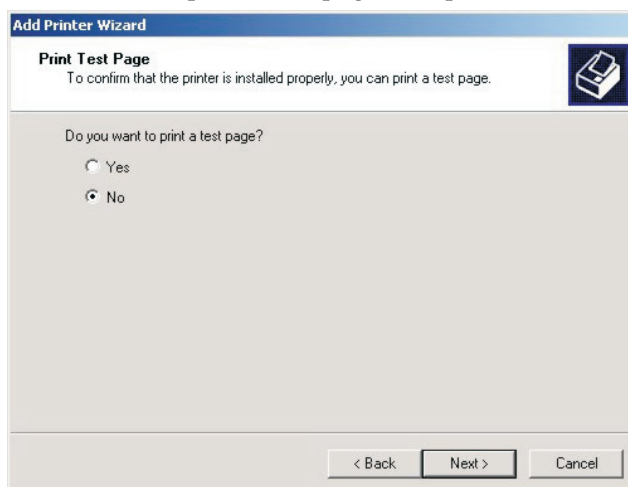 Add Printer Wizard
Print Test Page
To confirm that the printer is installed properly, you can print a test page.
Do you want to print a test page?
Yes
No
< Back
Next >
Cancel